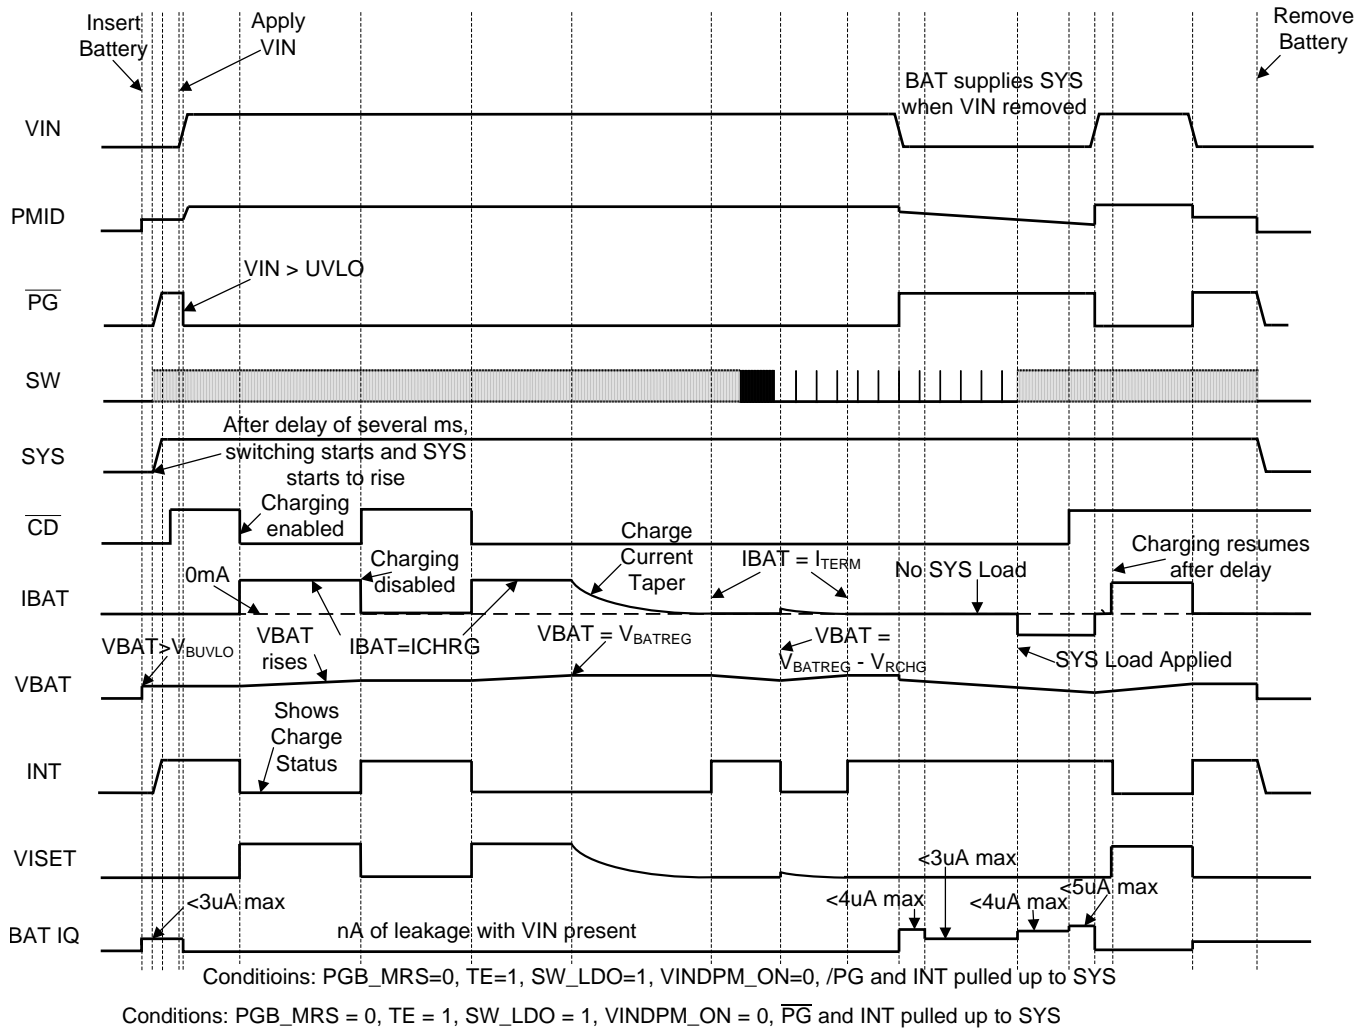 Insert
Battery
Apply
VIN
Remove
Battery
BAT supplies SYS
when VIN removed
VIN
PMID
VIN > UVLO
PG
SW
After delay of several ms,
switching starts and SYS
starts to rise
SYS
Charging
enabled
CD
Charge
Current
Taper
Charging
disabled
IBAT = ITERM
No SYS Load
Charging resumes
after delay
0mA
IBAT
VBAT>VBUVLO
VBAT
rises
IBAT=ICHRG
VBAT = VBATREG
VBAT =
VBATREG - VRCHG
SYS Load Applied
VBAT
Shows
Charge
Status
INT
VISET
<3uA max
<3uA max
<4uA max
<4uA max
<5uA max
BAT IQ
nA of leakage with VIN present
Conditioins: PGB_MRS=0, TE=1, SW_LDO=1, VINDPM_ON=0, /PG and INT pulled up to SYS
Conditions: PGB_MRS = 0, TE = 1, SW_LDO = 1, VINDPM_ON = 0, PG and INT pulled up to SYS